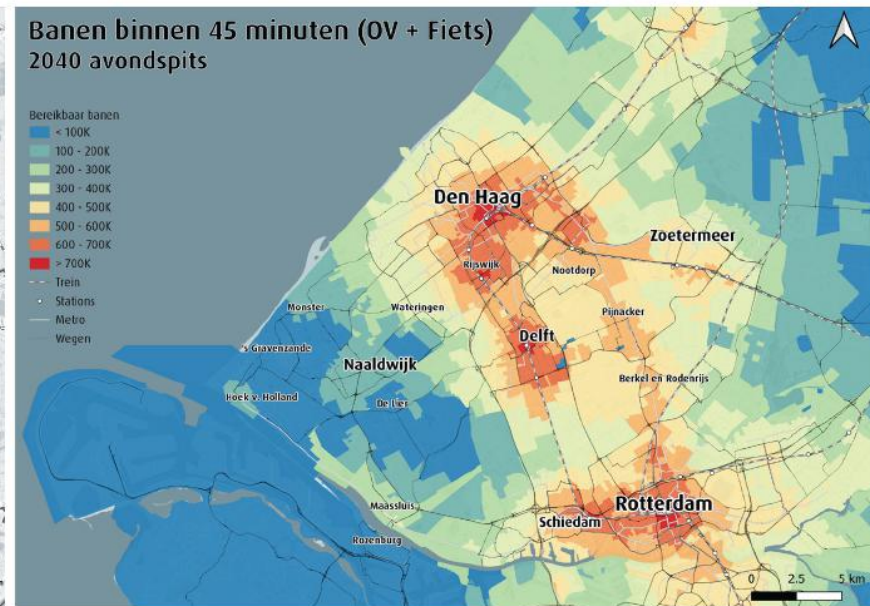 Banen binnen 45 minuten (OV + Fiets)
2040 avondspits
Bereikbaar banen
< 100K
100 - 200K
200 - 300K
300 - 400K
400 - 500K
500 - 600K
600 - 700K
> 700K
Trein
Stations
Metro
Wegen
Den Haag
Zoetermeer
Rijswijk
Nootdorp
Monster
Wateringen
Pijnacker
's Gravenzande
Delft
Naaldwijk
Berkel en Rodenrijs
Hoek v. Holland
De Lier
Maassluis
Rotterdam
Schiedam
Rozenburg
0 2.5 5 km